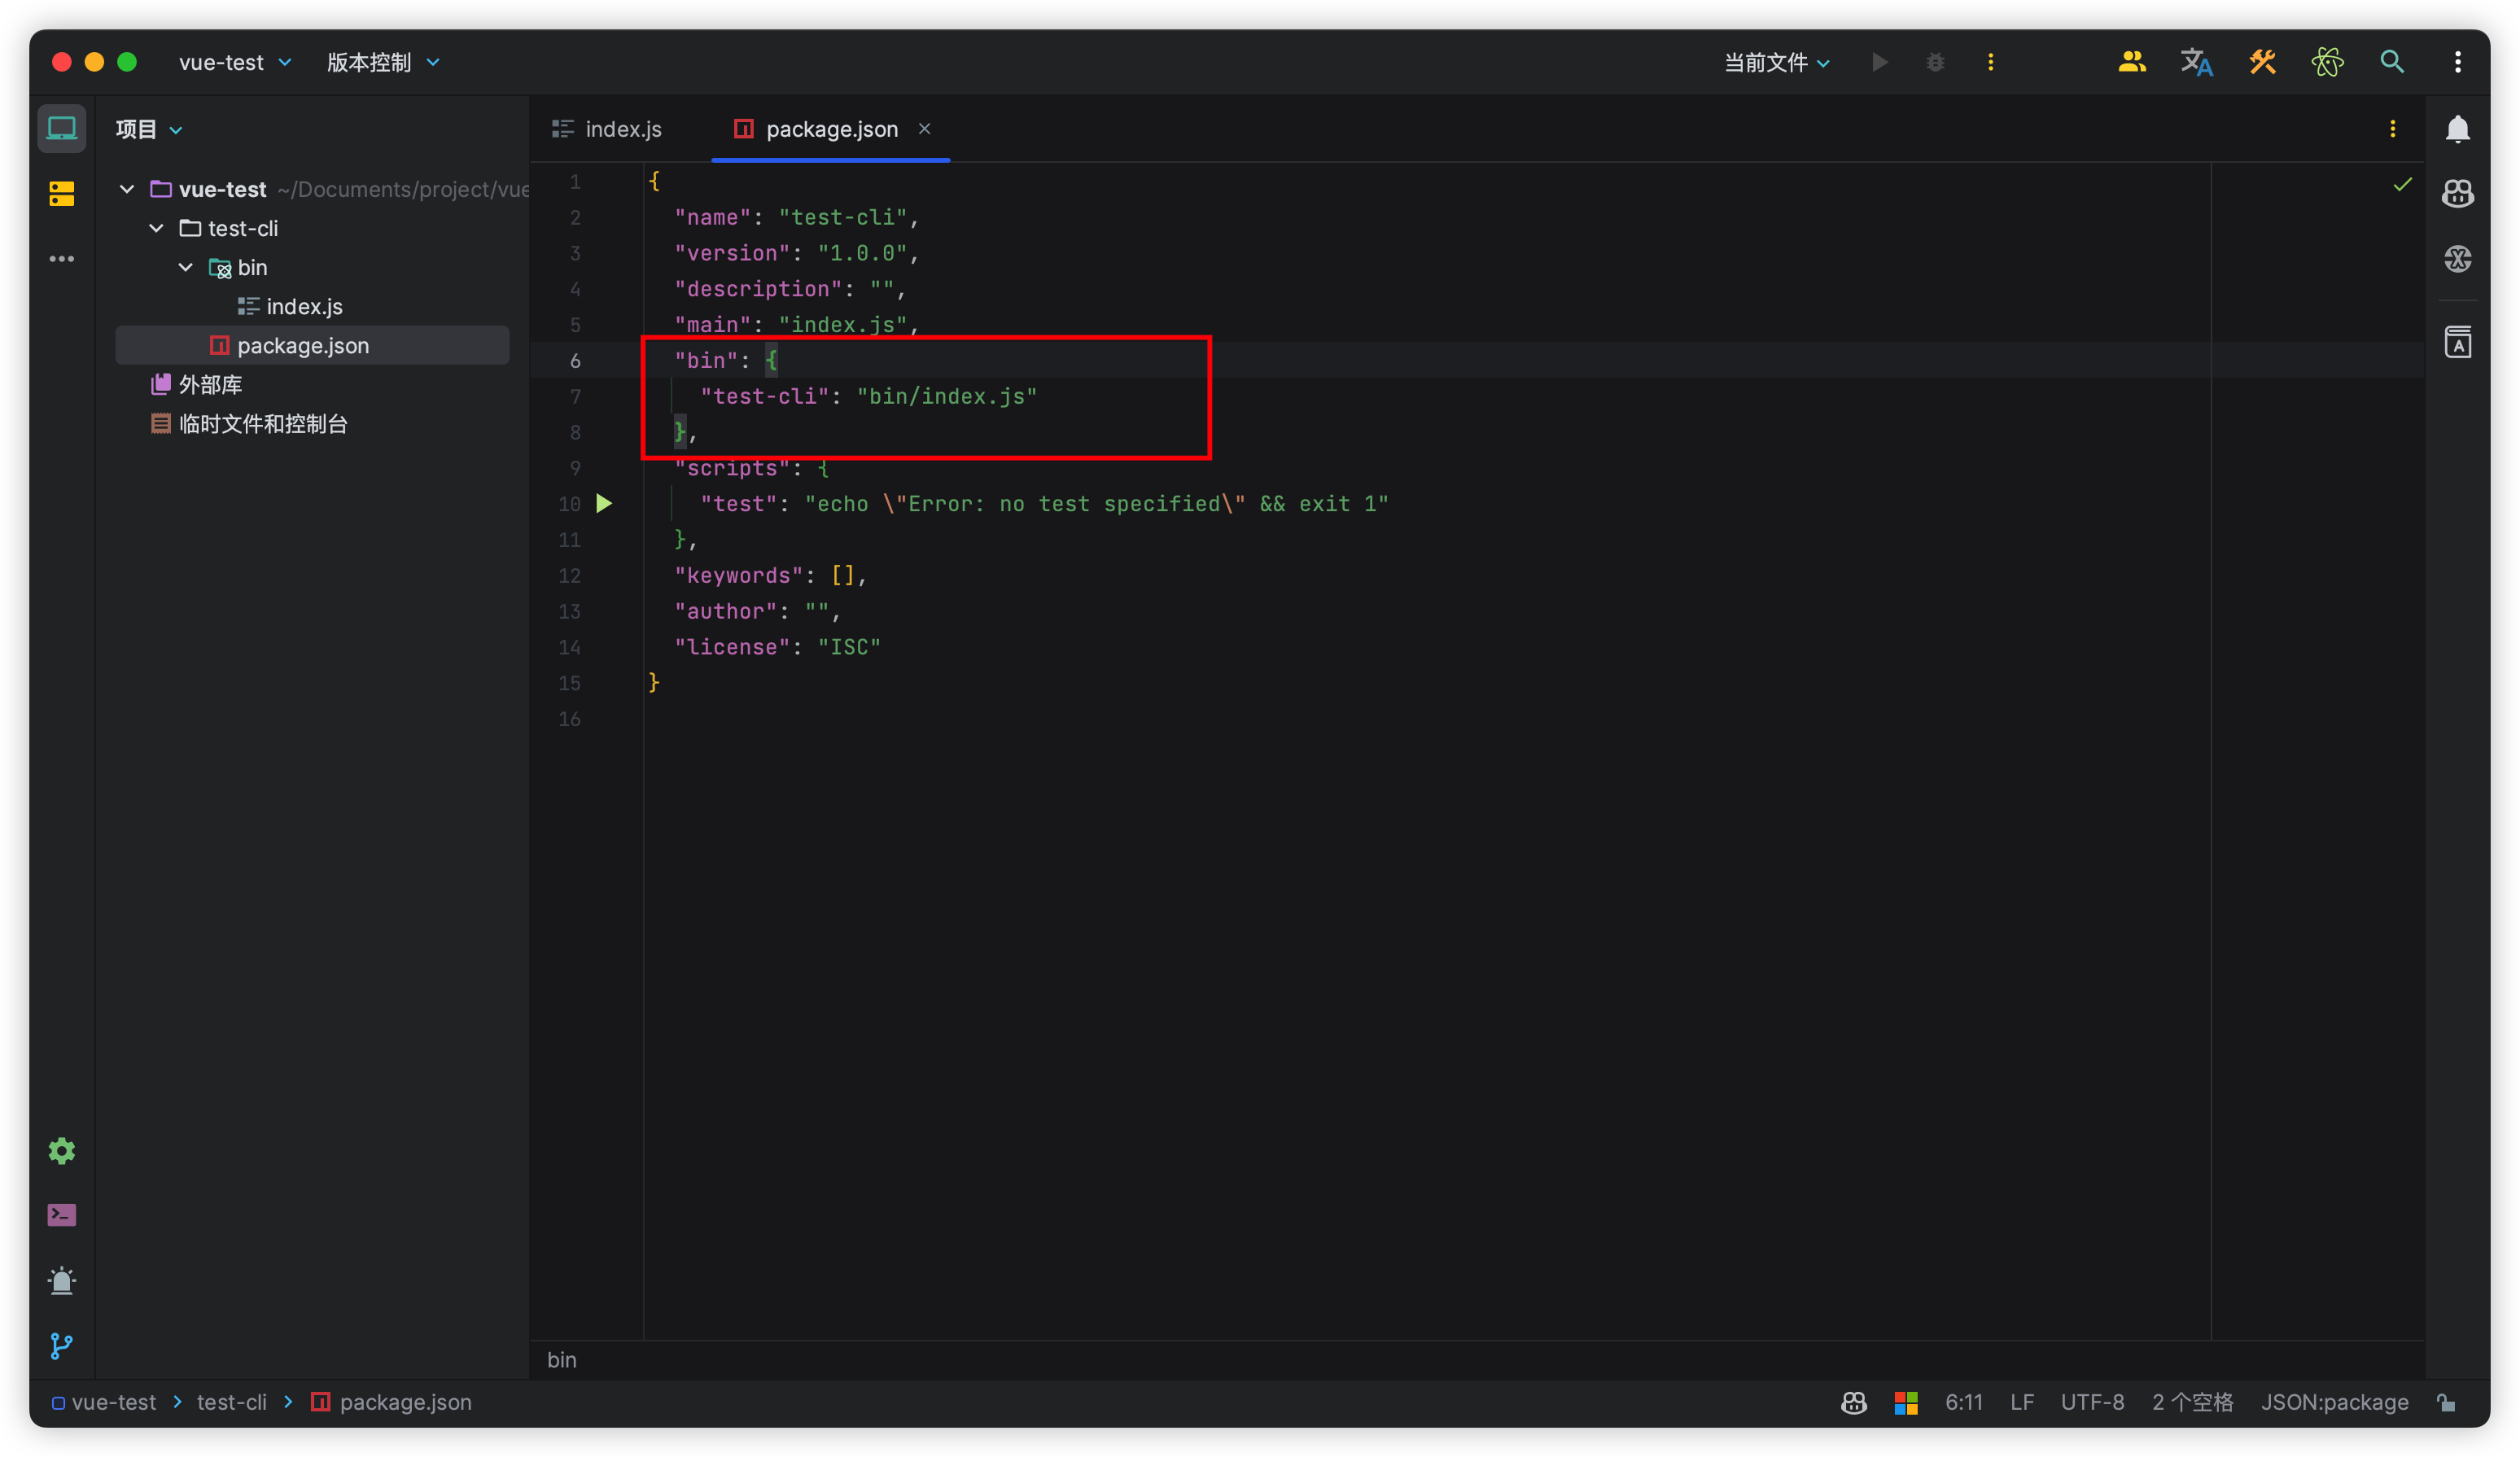 vue-test 版本控制 当前文件
项目
vue-test ~/Documents/project/vue
test-cli
bin
index.js
package.json
外部库
临时文件和控制台
index.js package.json
1 {
2 "name": "test-cli",
3 "version": "1.0.0",
4 "description": "",
5 "main": "index.js",
6 "bin": {
7 "test-cli": "bin/index.js"
8 },
9 "scripts": {
10 "test": "echo \"Error: no test specified\" && exit 1"
11 },
12 "keywords": [],
13 "author": "",
14 "license": "ISC"
15 }
16
bin
vue-test > test-cli > package.json 6:11 LF UTF-8 2 个空格 JSON:package